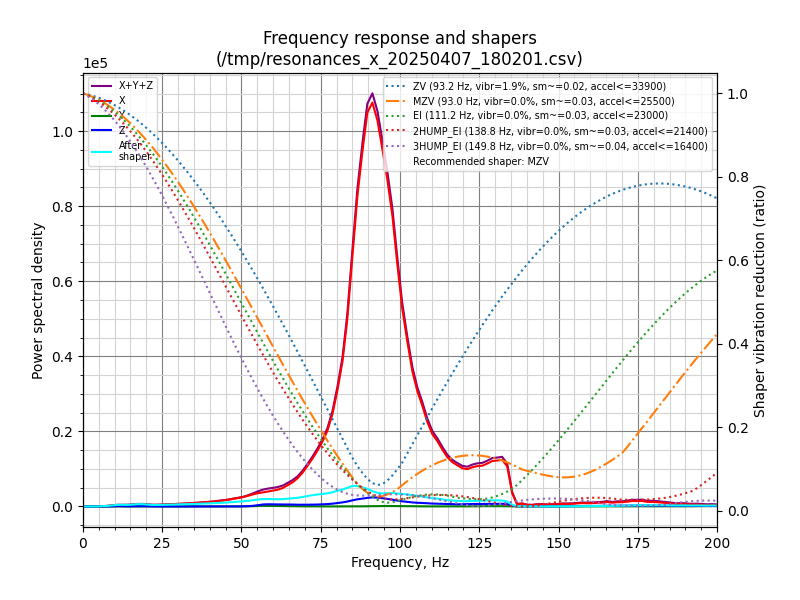 Frequency response and shapers
(/tmp/resonances_x_20250407_180201.csv)
1e5
X+Y+Z
X
Y
Z
After
shaper
ZV (93.2 Hz, vibr=1.9%, sm~=0.02, accel<=33900)
MZV (93.0 Hz, vibr=0.0%, sm~=0.03, accel<=25500)
EI (111.2 Hz, vibr=0.0%, sm~=0.03, accel<=23000)
2HUMP_EI (138.8 Hz, vibr=0.0%, sm~=0.03, accel<=21400)
3HUMP_EI (149.8 Hz, vibr=0.0%, sm~=0.04, accel<=16400)
Recommended shaper: MZV
Power spectral density
1.0
0.8
0.6
0.4
0.2
0.0
1.0
0.8
0.6
0.4
0.2
0.0
Shaper vibration reduction (ratio)
0 25 50 75 100 125 150 175 200
Frequency, Hz